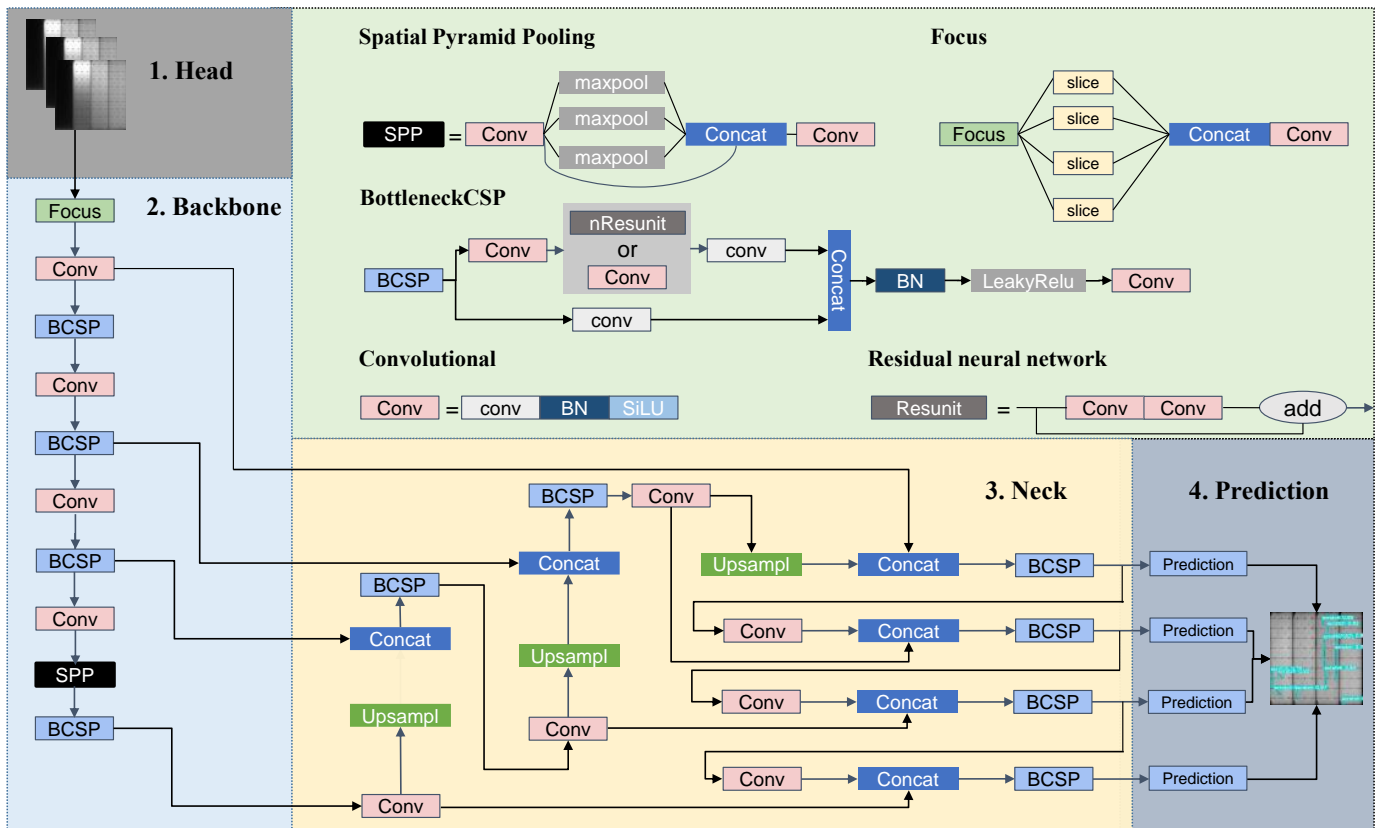 1. Head
2. Backbone
Focus
Conv
BCSP
Conv
BCSP
Conv
BCSP
Conv
SPP
BCSP
Spatial Pyramid Pooling
SPP = Conv
maxpool
maxpool
maxpool
Concat
Conv
Focus
Focus
slice
slice
slice
slice
Concat
Conv
BottleneckCSP
BCSP
Conv
nResunit
or
Conv
conv
conv
Concat
BN
LeakyRelu
Conv
Convolutional
Conv = conv BN SiLU
Residual neural network
Resunit = Conv Conv add
3. Neck
BCSP
Conv
Concat
Upsampl
Conv
BCSP
Concat
Upsampl
Conv
Upsampl
Concat
BCSP
Conv
Concat
BCSP
Conv
Concat
BCSP
Conv
Concat
BCSP
4. Prediction
Prediction
Prediction
Prediction
Prediction